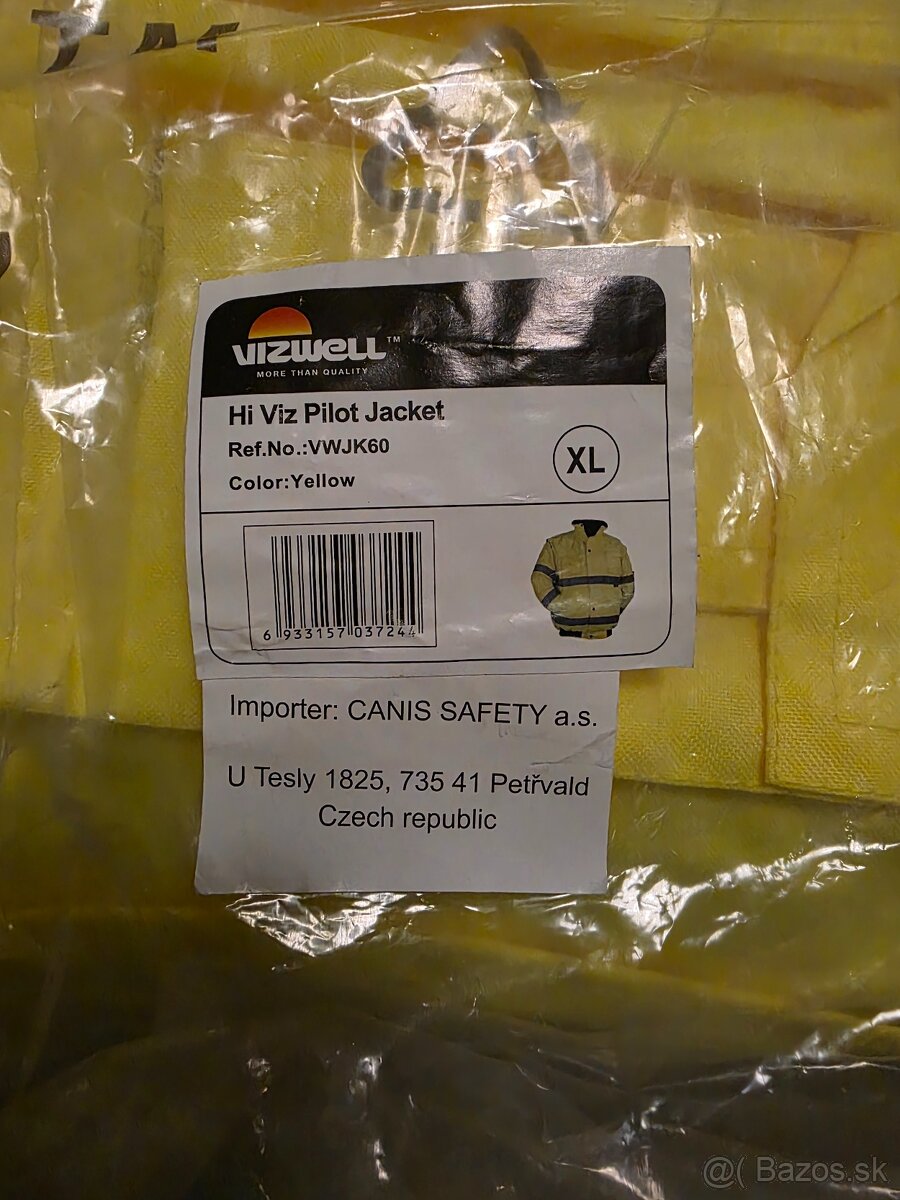 VIZWELL™
MORE THAN QUALITY
Hi Viz Pilot Jacket
Ref.No.:VWJK60
Color:Yellow
XL
6 933157 037244
Importer: CANIS SAFETY a.s.
U Tesly 1825, 735 41 Petřvald
Czech republic
@( Bazos.sk